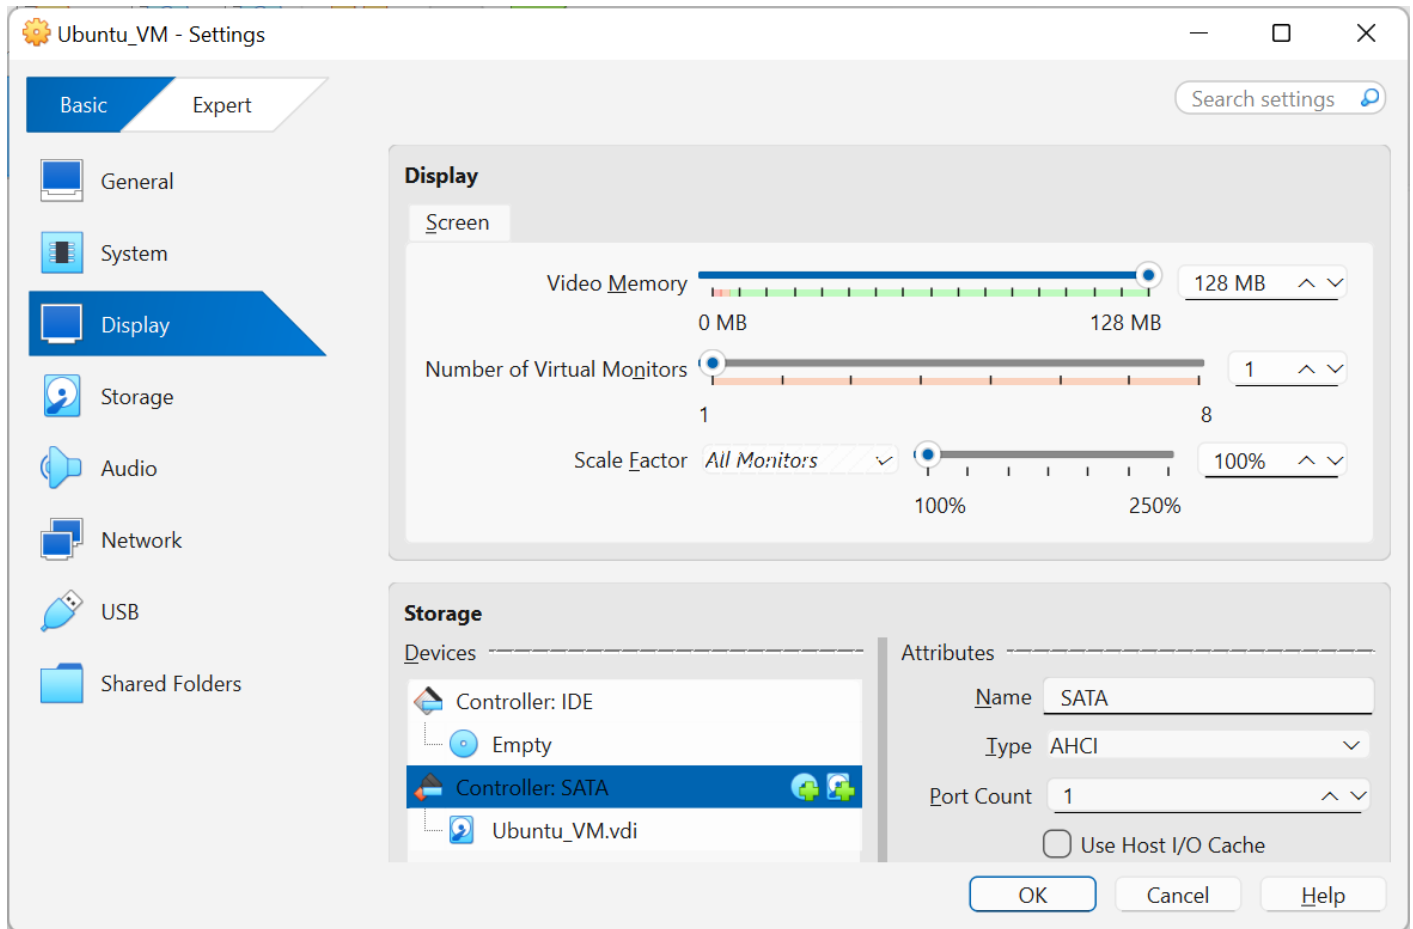 Ubuntu_VM - Settings
Basic
Expert
Search settings
General
System
Display
Storage
Audio
Network
USB
Shared Folders
Display
Screen
Video Memory
128 MB
0 MB
128 MB
Number of Virtual Monitors
1
1
8
Scale Factor
All Monitors
100%
100%
250%
Storage
Devices
Controller: IDE
Empty
Controller: SATA
Ubuntu_VM.vdi
Attributes
Name
SATA
Type
AHCI
Port Count
1
Use Host I/O Cache
OK
Cancel
Help